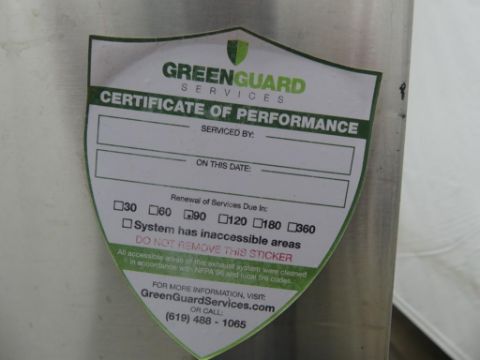 GREENGUARD
SERVICES
CERTIFICATE OF PERFORMANCE
SERVICED BY:
ON THIS DATE:
Renewal of Services Due In:
30 60 90 120 180 360
System has inaccessible areas
DO NOT REMOVE THIS STICKER
All accessible areas of this exhaust system were cleaned
in accordance with NFPA 96 and local fire codes.
FOR MORE INFORMATION, VISIT:
GreenGuardServices.com
OR CALL:
(619) 488 - 1065